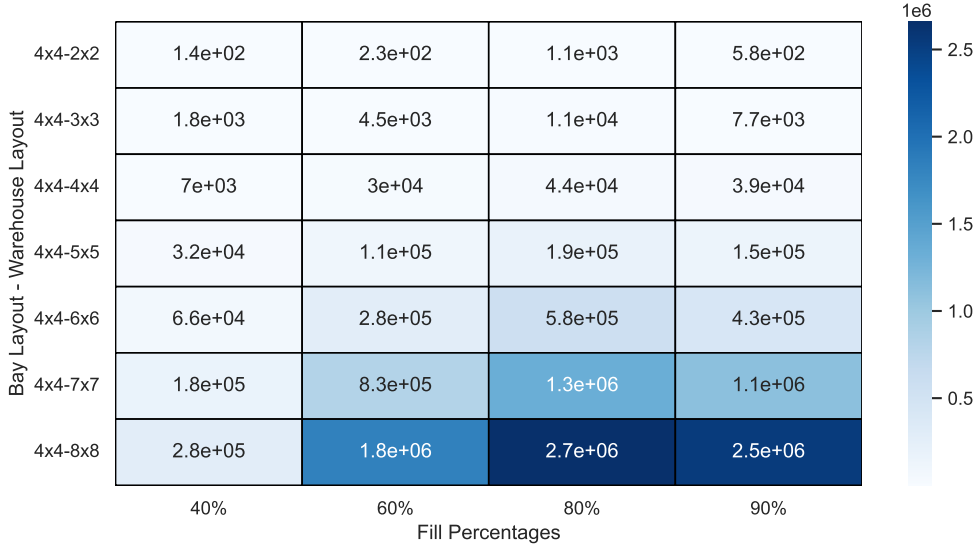 1e6
4x4-2x2 1.4e+02 2.3e+02 1.1e+03 5.8e+02
4x4-3x3 1.8e+03 4.5e+03 1.1e+04 7.7e+03
4x4-4x4 7e+03 3e+04 4.4e+04 3.9e+04
4x4-5x5 3.2e+04 1.1e+05 1.9e+05 1.5e+05
4x4-6x6 6.6e+04 2.8e+05 5.8e+05 4.3e+05
4x4-7x7 1.8e+05 8.3e+05 1.3e+06 1.1e+06
4x4-8x8 2.8e+05 1.8e+06 2.7e+06 2.5e+06
40% 60% 80% 90%
Fill Percentages
Bay Layout - Warehouse Layout
2.5
2.0
1.5
1.0
0.5